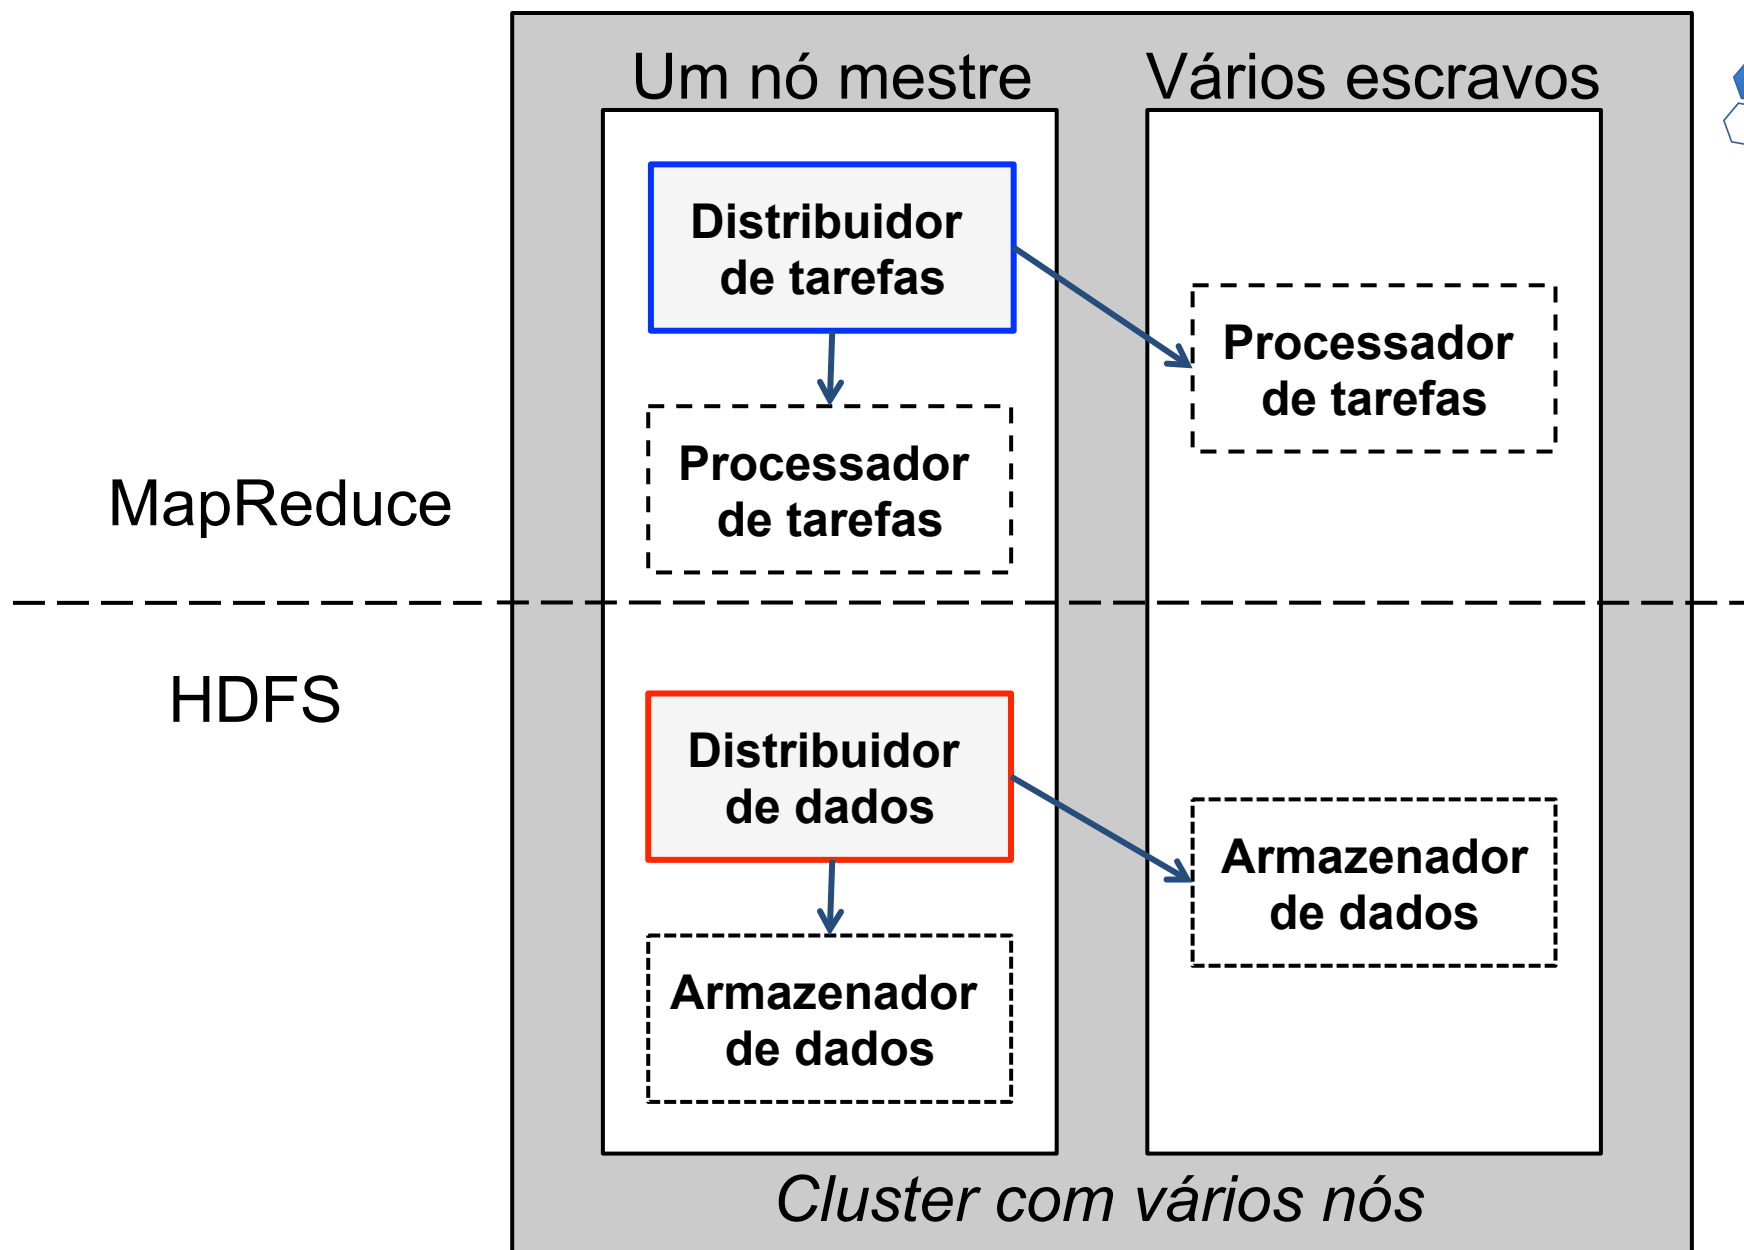 Um nó mestre
Vários escravos
Distribuidor
de tarefas
Processador
de tarefas
Processador
de tarefas
MapReduce
HDFS
Distribuidor
de dados
Armazenador
de dados
Armazenador
de dados
Cluster com vários nós